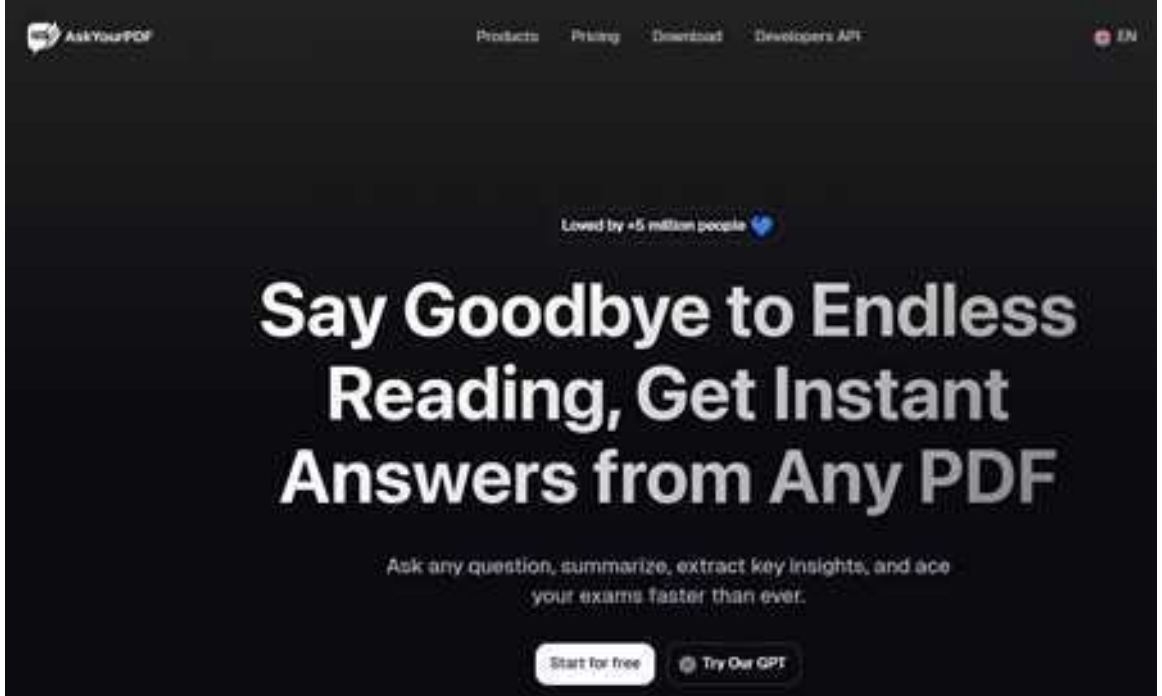 AskYourPDF
Products Pricing Download Developers API
EN
Loved by +5 million people
Say Goodbye to Endless
Reading, Get Instant
Answers from Any PDF
Ask any question, summarize, extract key insights, and ace
your exams faster than ever.
Start for free Try Our GPT